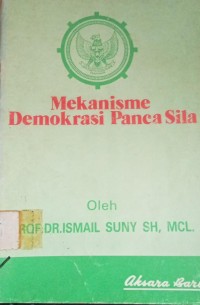 Mekanisme
Demokrasi Panca Sila
Oleh
PROF.DR.ISMAIL SUNY SH, MCL.
Aksara Baru